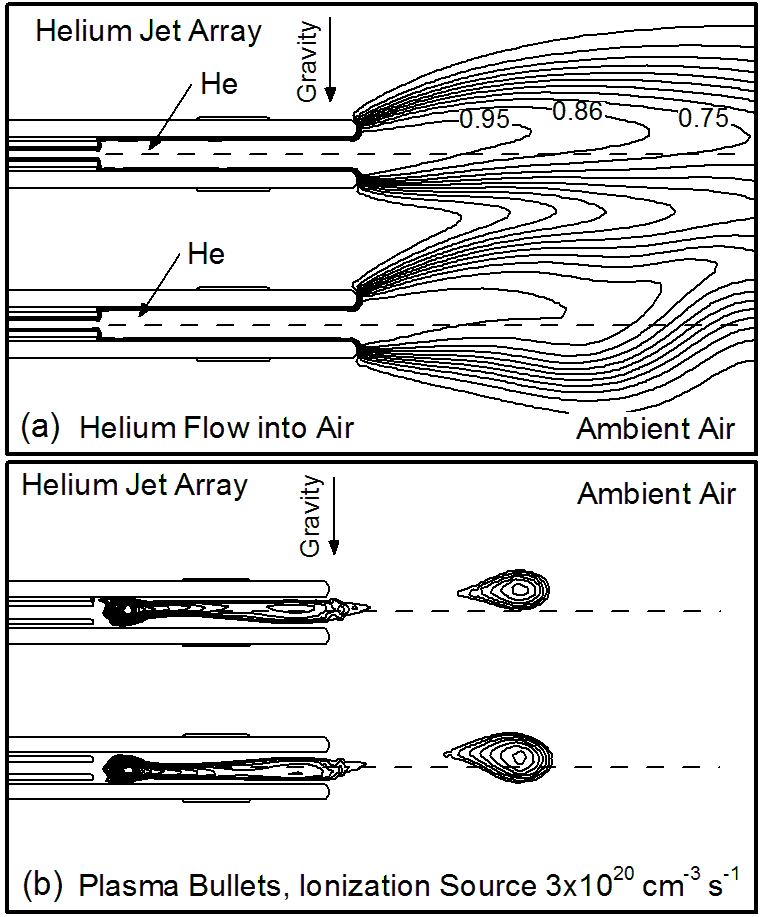 Helium Jet Array
Gravity
He
0.95 0.86 0.75
He
(a) Helium Flow into Air
Ambient Air
Helium Jet Array
Ambient Air
Gravity
(b) Plasma Bullets, Ionization Source 3x10²⁰ cm⁻³ s⁻¹